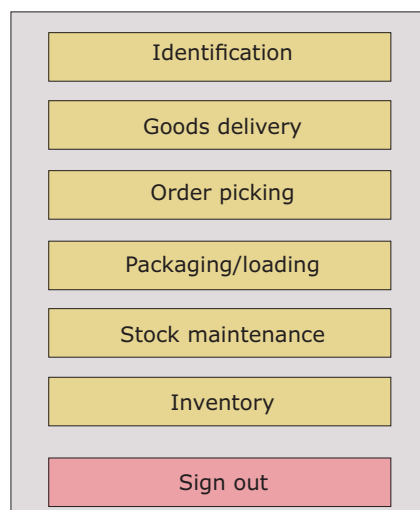 Identification
Goods delivery
Order picking
Packaging/loading
Stock maintenance
Inventory
Sign out